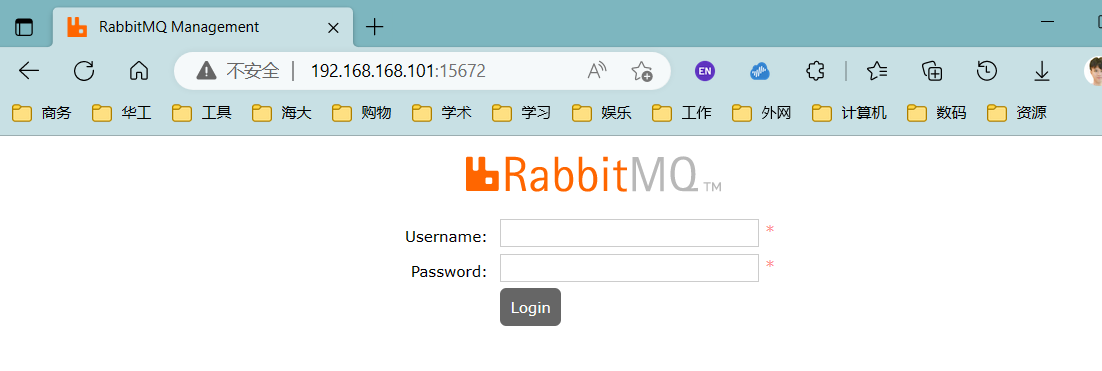 RabbitMQ Management
不安全 192.168.168.101:15672 A EN
商务 华工 工具 海大 购物 学术 学习 娱乐 工作 外网 计算机 数码 资源
RabbitMQ TM
Username: *
Password: *
Login